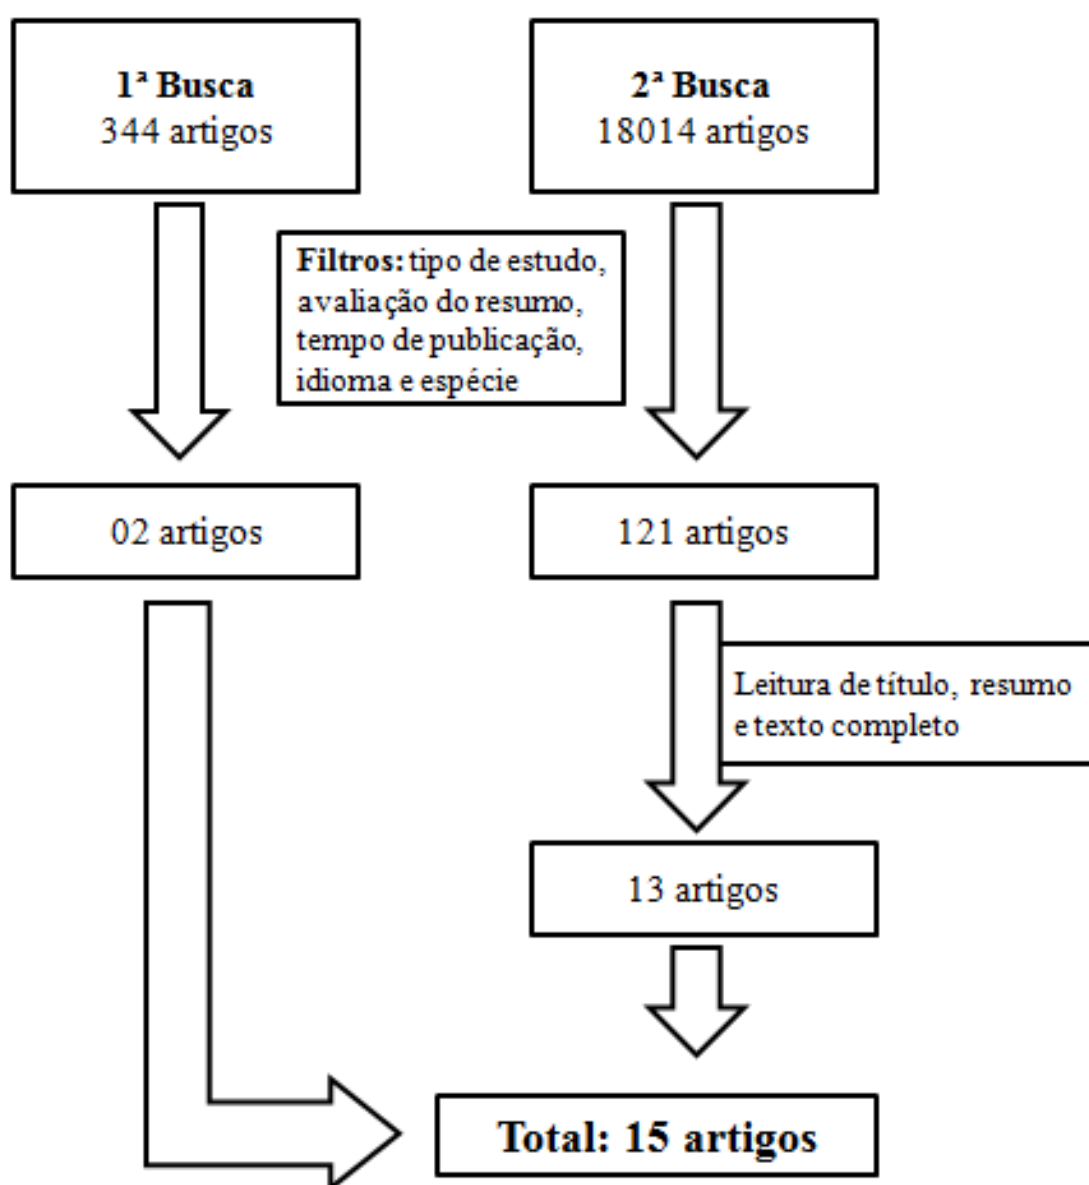 1ª Busca
344 artigos
2ª Busca
18014 artigos
Filtros: tipo de estudo,
avaliação do resumo,
tempo de publicação,
idioma e espécie
02 artigos
121 artigos
Leitura de título, resumo
e texto completo
13 artigos
Total: 15 artigos